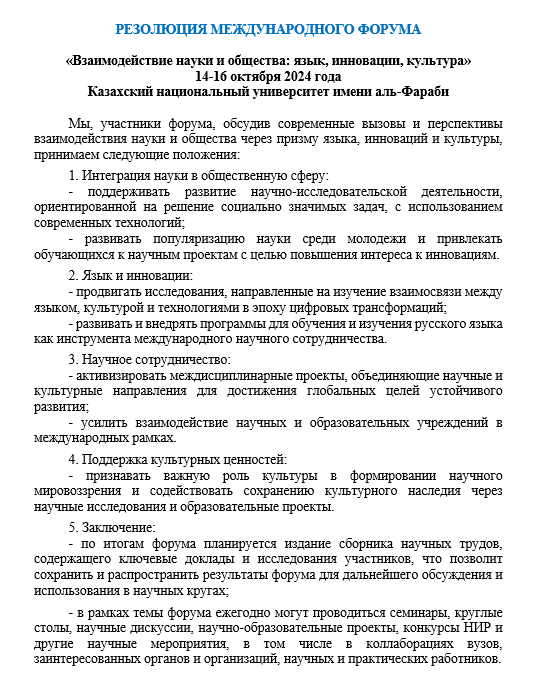 РЕЗОЛЮЦИЯ МЕЖДУНАРОДНОГО ФОРУМА
«Взаимодействие науки и общества: язык, инновации, культура»
14-16 октября 2024 года
Казахский национальный университет имени аль-Фараби
Мы, участники форума, обсудив современные вызовы и перспективы
взаимодействия науки и общества через призму языка, инноваций и культуры,
принимаем следующие положения:
1. Интеграция науки в общественную сферу:
- поддерживать развитие научно-исследовательской деятельности,
ориентированной на решение социально значимых задач, с использованием
современных технологий;
- развивать популяризацию науки среди молодежи и привлекать
обучающихся к научным проектам с целью повышения интереса к инновациям.
2. Язык и инновации:
- продвигать исследования, направленные на изучение взаимосвязи между
языком, культурой и технологиями в эпоху цифровых трансформаций;
- развивать и внедрять программы для обучения и изучения русского языка
как инструмента международного научного сотрудничества.
3. Научное сотрудничество:
- активизировать междисциплинарные проекты, объединяющие научные и
культурные направления для достижения глобальных целей устойчивого
развития;
- усилить взаимодействие научных и образовательных учреждений в
международных рамках.
4. Поддержка культурных ценностей:
- признавать важную роль культуры в формировании научного
мировоззрения и содействовать сохранению культурного наследия через
научные исследования и образовательные проекты.
5. Заключение:
- по итогам форума планируется издание сборника научных трудов,
содержащего ключевые доклады и исследования участников, что позволит
сохранить и распространить результаты форума для дальнейшего обсуждения и
использования в научных кругах;
- в рамках темы форума ежегодно могут проводиться семинары, круглые
столы, научные дискуссии, научно-образовательные проекты, конкурсы НИР и
другие научные мероприятия, в том числе в коллаборациях вузов,
заинтересованных органов и организаций, научных и практических работников.